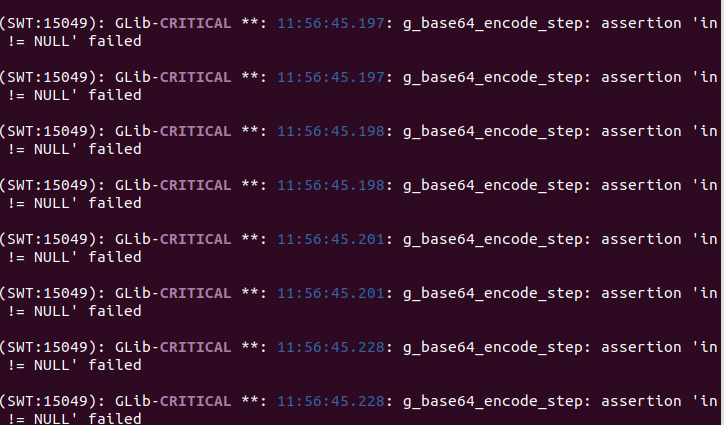 (SWT:15049): GLib-CRITICAL **: 11:56:45.197: g_base64_encode_step: assertion 'in
 != NULL' failed
(SWT:15049): GLib-CRITICAL **: 11:56:45.197: g_base64_encode_step: assertion 'in
 != NULL' failed
(SWT:15049): GLib-CRITICAL **: 11:56:45.198: g_base64_encode_step: assertion 'in
 != NULL' failed
(SWT:15049): GLib-CRITICAL **: 11:56:45.198: g_base64_encode_step: assertion 'in
 != NULL' failed
(SWT:15049): GLib-CRITICAL **: 11:56:45.201: g_base64_encode_step: assertion 'in
 != NULL' failed
(SWT:15049): GLib-CRITICAL **: 11:56:45.201: g_base64_encode_step: assertion 'in
 != NULL' failed
(SWT:15049): GLib-CRITICAL **: 11:56:45.228: g_base64_encode_step: assertion 'in
 != NULL' failed
(SWT:15049): GLib-CRITICAL **: 11:56:45.228: g_base64_encode_step: assertion 'in
 != NULL' failed